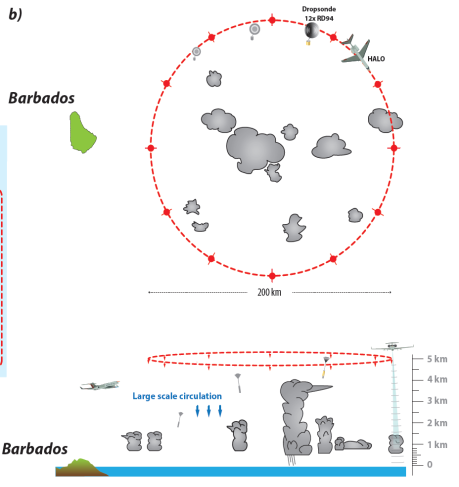 b)
Dropsonde
12x RD94
HALO
Barbados
200 km
5 km
4 km
Large scale circulation
3 km
2 km
1 km
Barbados
0